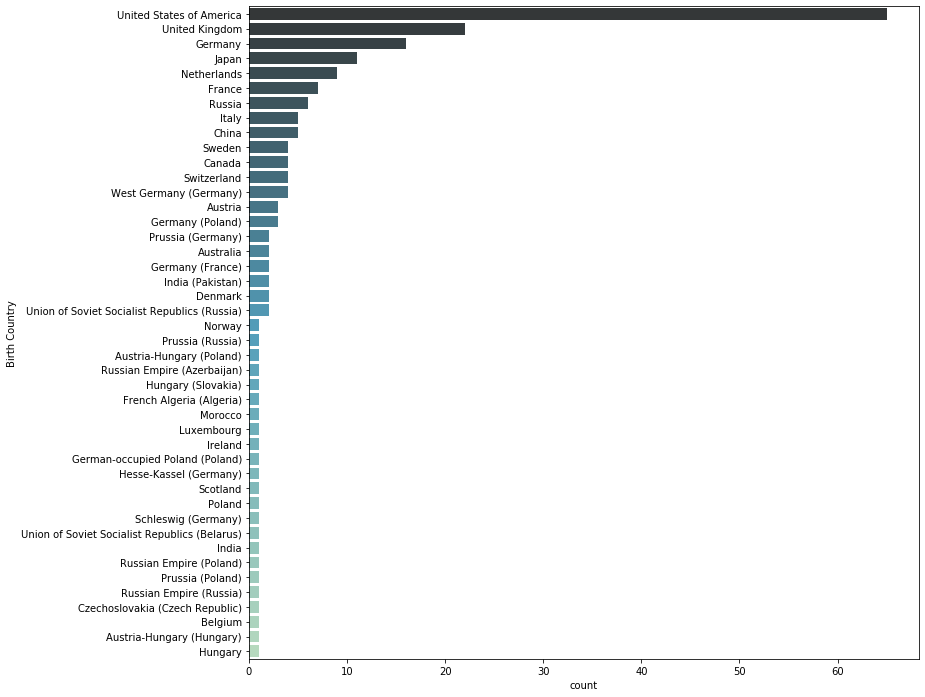 United States of America
United Kingdom
Germany
Japan
Netherlands
France
Russia
Italy
China
Sweden
Canada
Switzerland
West Germany (Germany)
Austria
Germany (Poland)
Prussia (Germany)
Australia
Germany (France)
India (Pakistan)
Denmark
Union of Soviet Socialist Republics (Russia)
Norway
Prussia (Russia)
Austria-Hungary (Poland)
Russian Empire (Azerbaijan)
Hungary (Slovakia)
French Algeria (Algeria)
Morocco
Luxembourg
Ireland
German-occupied Poland (Poland)
Hesse-Kassel (Germany)
Scotland
Poland
Schleswig (Germany)
Union of Soviet Socialist Republics (Belarus)
India
Russian Empire (Poland)
Prussia (Poland)
Russian Empire (Russia)
Czechoslovakia (Czech Republic)
Belgium
Austria-Hungary (Hungary)
Hungary
Birth Country
0 10 20 30 40 50 60
count